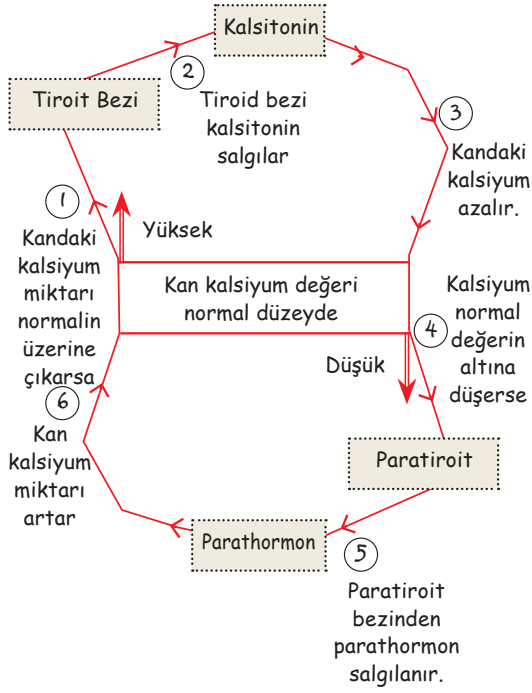 Kalsitonin
2
Tiroit Bezi
Tiroid bezi
kalsitonin
salgılar
3
Kandaki
kalsiyum
azalır.
1
Kandaki
kalsiyum
miktarı
normalin
üzerine
çıkarsa
Yüksek
Kan kalsiyum değeri
normal düzeyde
Düşük
4
Kalsiyum
normal
değerin
altına
düşerse
6
Kan
kalsiyum
miktarı
artar
Paratiroit
Parathormon
5
Paratiroit
bezinden
parathormon
salgılanır.